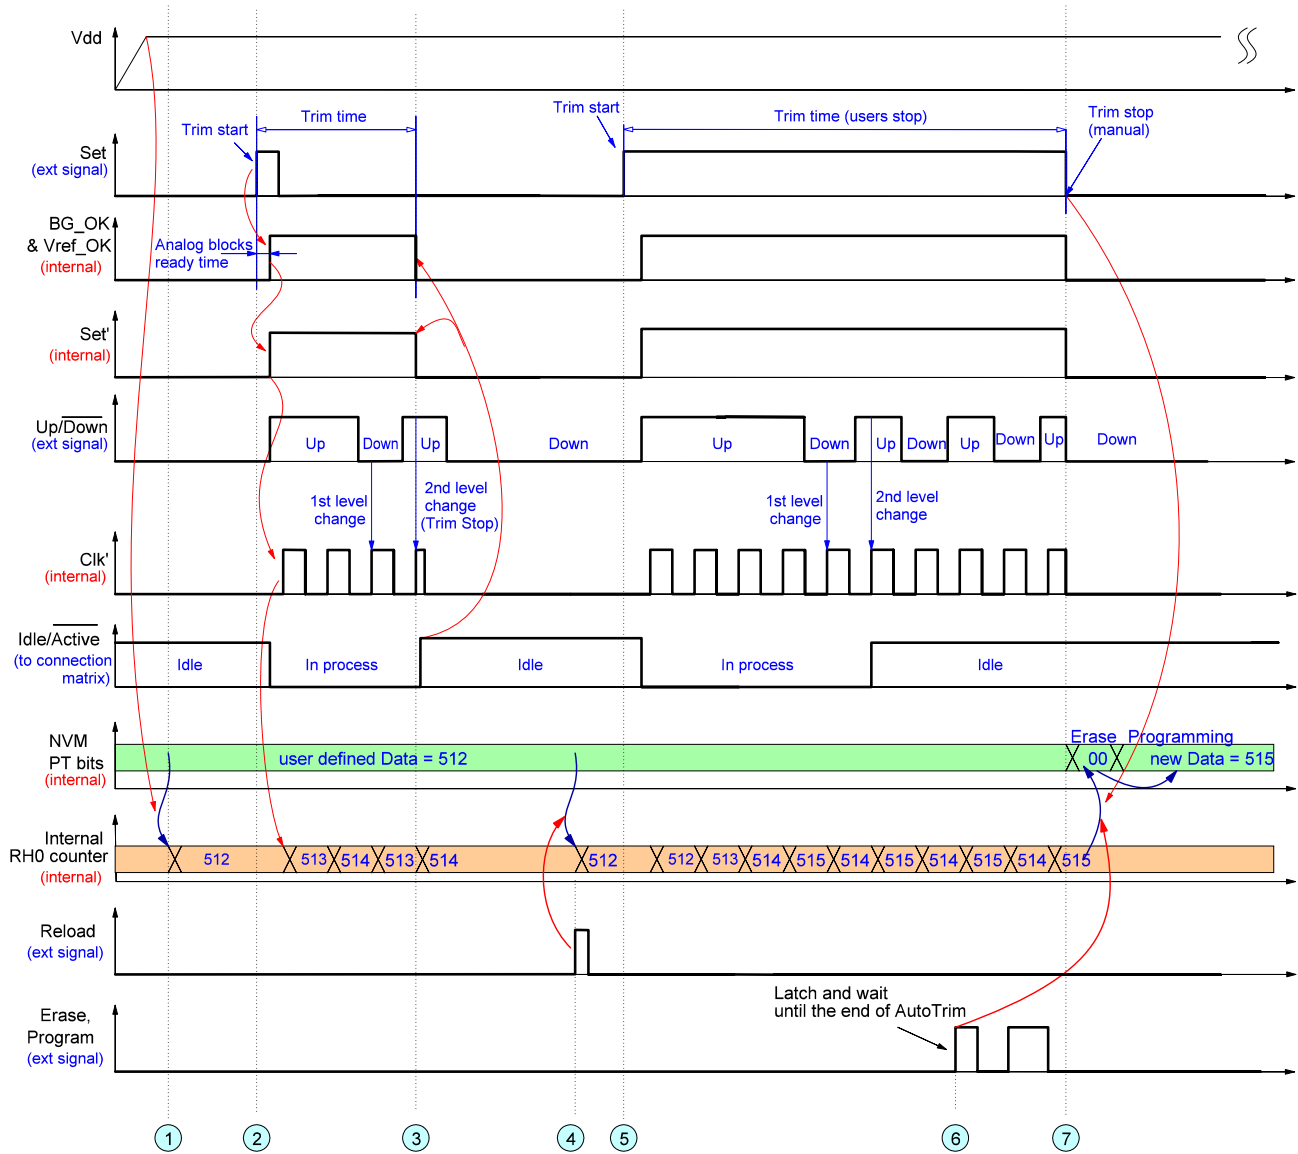 Vdd
Trim start
Trim time
Trim start
Trim time (users stop)
Trim stop
(manual)
Set
(ext signal)
BG_OK
& Vref_OK
(internal)
Analog blocks
ready time
Set'
(internal)
Up/Down
(ext signal)
Up
Down
Up
Down
Up
Down
Up
Down
Up
Down
Up
Down
1st level
change
2nd level
change
(Trim Stop)
1st level
change
2nd level
change
Clk'
(internal)
Idle/Active
(to connection
matrix)
Idle
In process
Idle
In process
Idle
NVM
PT bits
(internal)
user defined Data = 512
Erase
Programming
00
new Data = 515
Internal
RH0 counter
(internal)
512
513
514
513
514
512
512
513
514
515
514
515
514
515
514
515
Reload
(ext signal)
Erase,
Program
(ext signal)
Latch and wait
until the end of AutoTrim
1
2
3
4
5
6
7